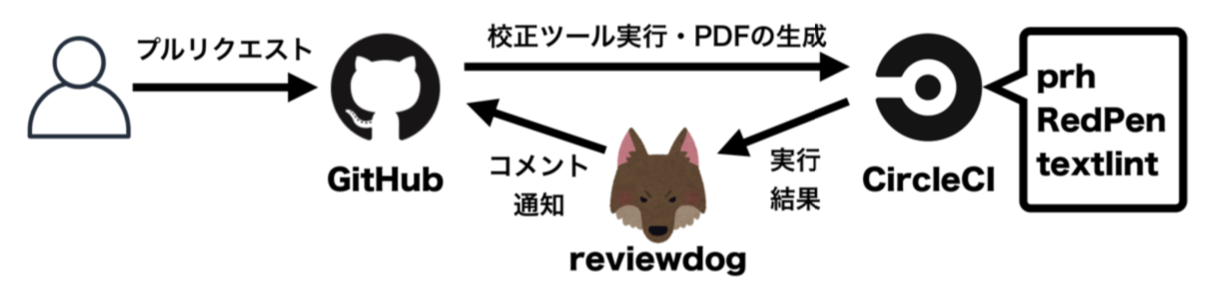 プルリクエスト
GitHub
校正ツール実行・PDFの生成
CircleCI
prh
RedPen
textlint
実行
結果
reviewdog
コメント
通知